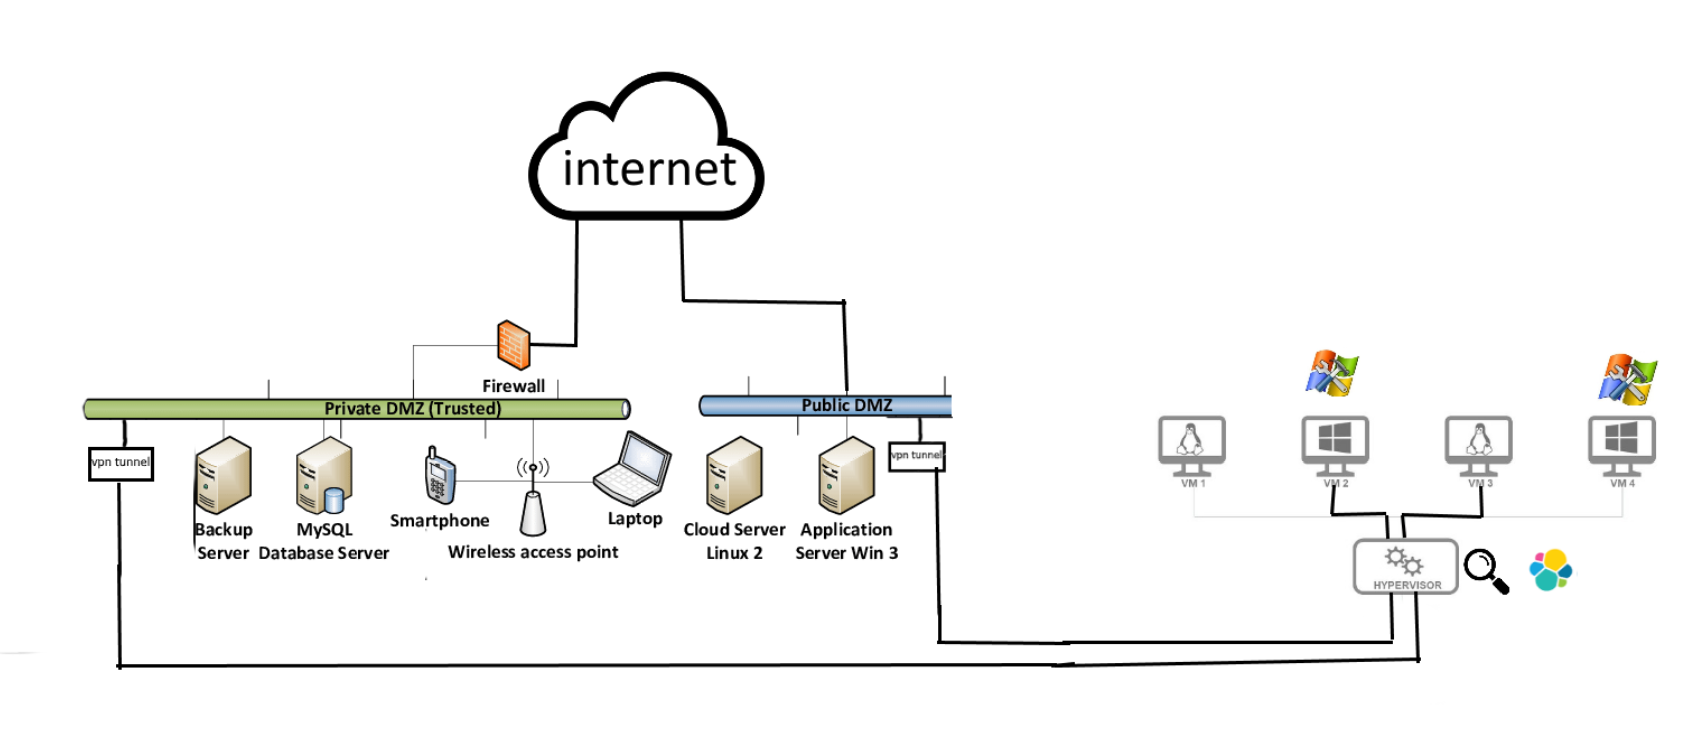 internet
Firewall
Private DMZ (Trusted)
Public DMZ
vpn tunnel
vpn tunnel
Backup
Server
MySQL
Database Server
Smartphone
Wireless access point
Laptop
Cloud Server
Linux 2
Application
Server Win 3
VM 1
VM 2
VM 3
VM 4
HYPERVISOR